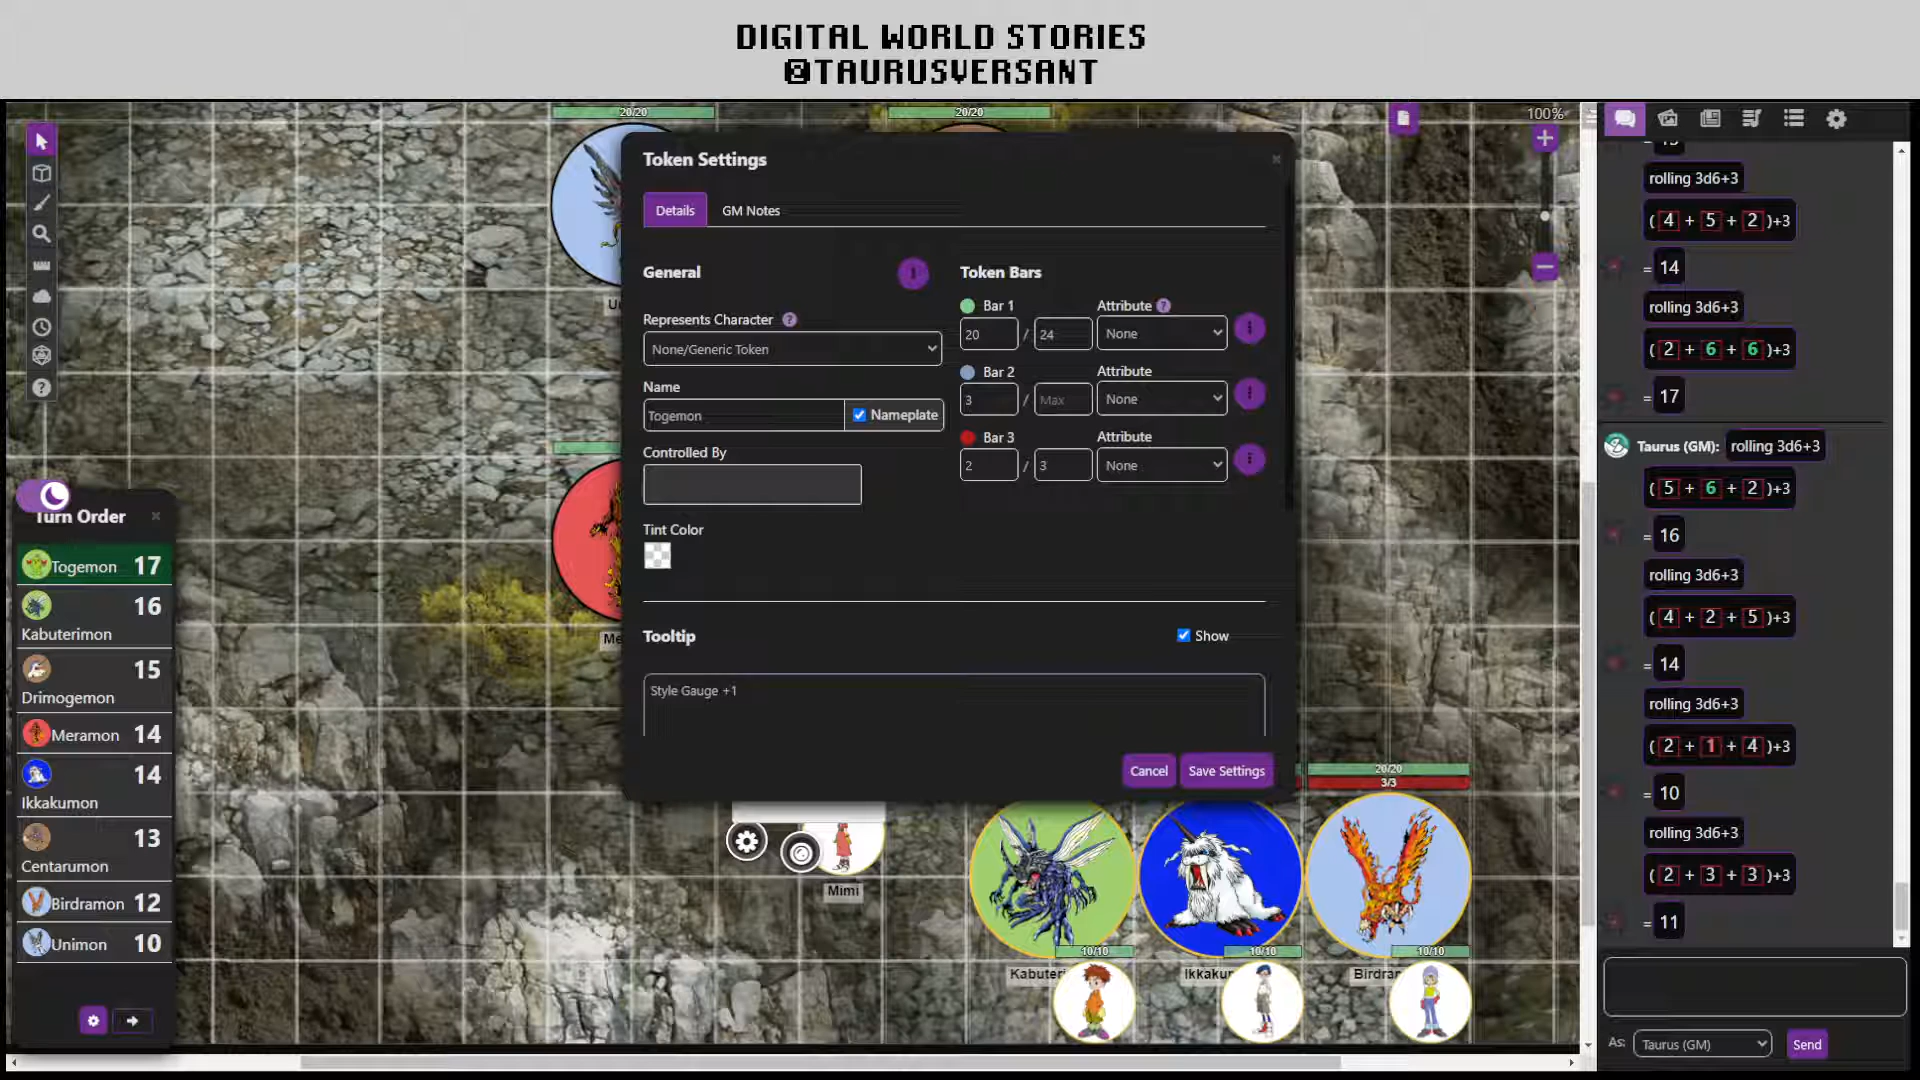 DIGITAL WORLD STORIES
@TAURUSVERSANT
20/20
20/20
100%
Token Settings
Details
GM Notes
General
Represents Character ?
None/Generic Token
Name
Togemon
Nameplate
Controlled By
Tint Color
Token Bars
Bar 1
Attribute ?
20 / 24
None
Bar 2
Attribute
3 / Max
None
Bar 3
Attribute
2 / 3
None
Tooltip
Show
Style Gauge +1
Cancel
Save Settings
Turn Order
Togemon 17
16
Kabuterimon
15
Drimogemon
Meramon 14
14
Ikkakumon
13
Centarumon
Birdramon 12
Unimon 10
Me
Mimi
20/20
3/3
10/10
10/10
10/10
Kabuteri
Ikkaku
Birdra
rolling 3d6+3
(4 + 5 + 2)+3
= 14
rolling 3d6+3
(2 + 6 + 6)+3
= 17
Taurus (GM): rolling 3d6+3
(5 + 6 + 2)+3
= 16
rolling 3d6+3
(4 + 2 + 5)+3
= 14
rolling 3d6+3
(2 + 1 + 4)+3
= 10
rolling 3d6+3
(2 + 3 + 3)+3
= 11
As: Taurus (GM)
Send